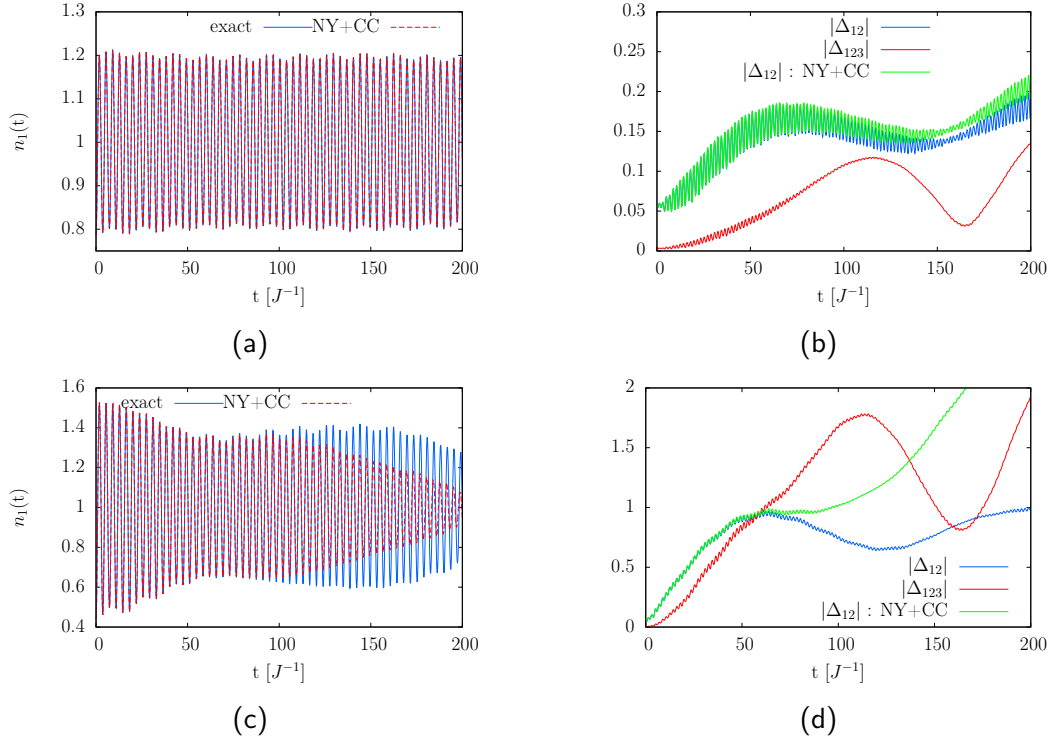 exact NY+CC
1.3
1.2
1.1
1
0.9
0.8
n₁(t)
0 50 100 150 200
t [J⁻¹]
(a)
0.3
0.25
0.2
0.15
0.1
0.05
0
|Δ₁₂|
|Δ₁₂₃|
|Δ₁₂| : NY+CC
0 50 100 150 200
t [J⁻¹]
(b)
exact NY+CC
1.6
1.4
1.2
1
0.8
0.6
0.4
n₁(t)
0 50 100 150 200
t [J⁻¹]
(c)
2
1.5
1
0.5
0
|Δ₁₂|
|Δ₁₂₃|
|Δ₁₂| : NY+CC
0 50 100 150 200
t [J⁻¹]
(d)